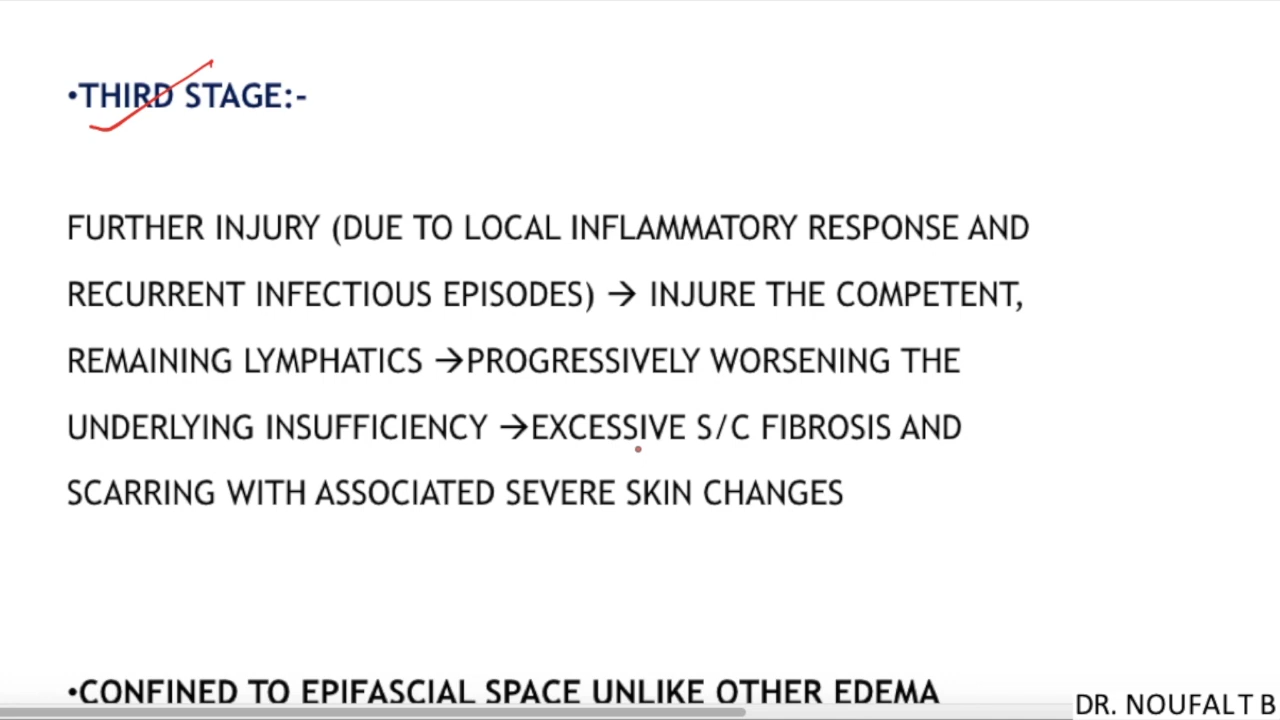 •THIRD STAGE:-
FURTHER INJURY (DUE TO LOCAL INFLAMMATORY RESPONSE AND
RECURRENT INFECTIOUS EPISODES) → INJURE THE COMPETENT,
REMAINING LYMPHATICS →PROGRESSIVELY WORSENING THE
UNDERLYING INSUFFICIENCY →EXCESSIVE S/C FIBROSIS AND
SCARRING WITH ASSOCIATED SEVERE SKIN CHANGES
•CONFINED TO EPIFASCIAL SPACE UNLIKE OTHER EDEMA
DR. NOUFALT B